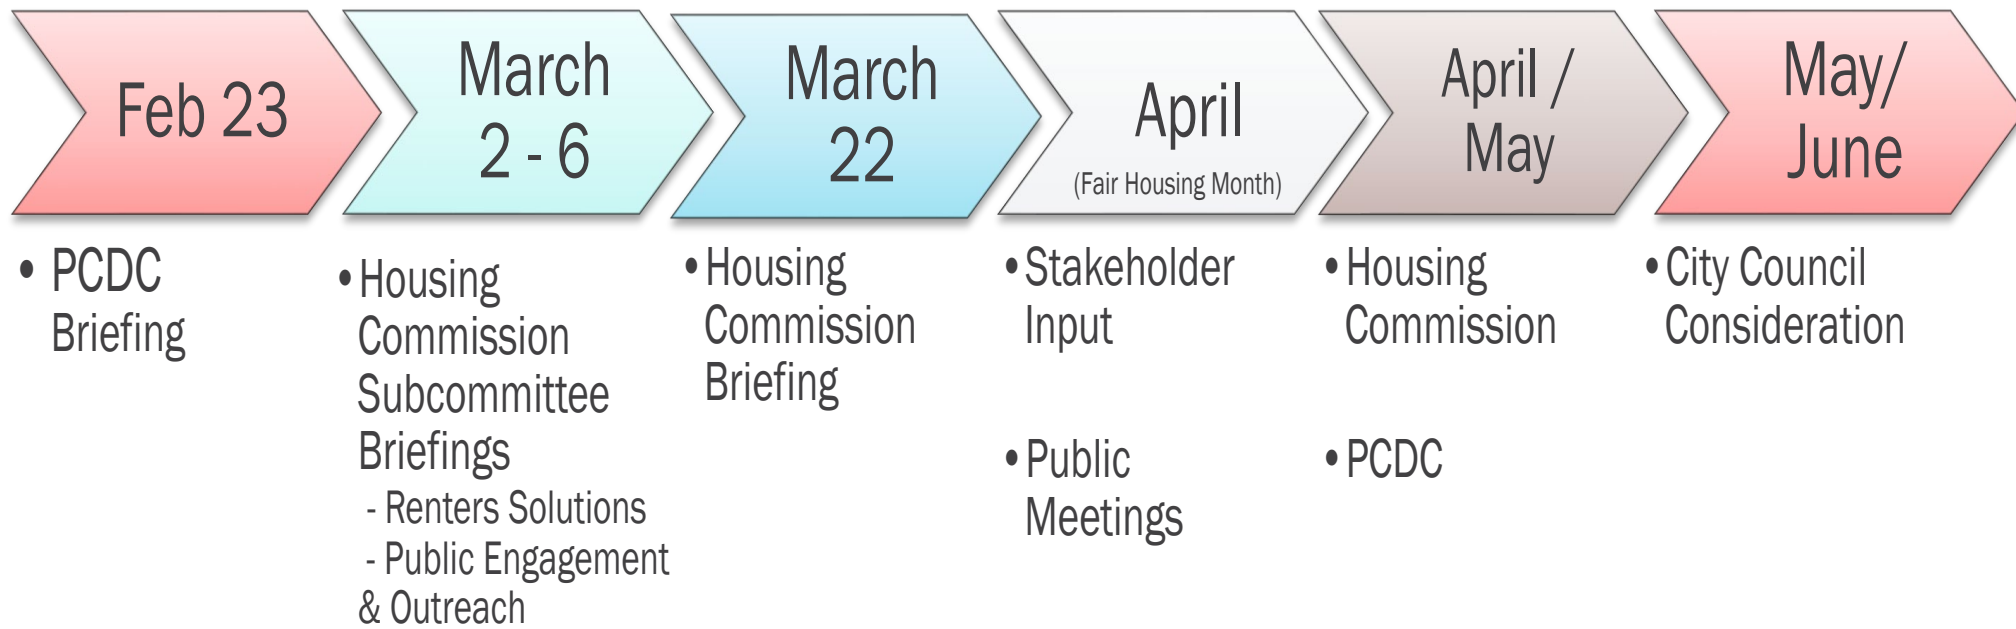 Feb 23
• PCDC
Briefing
March
2 - 6
• Housing
Commission
Subcommittee
Briefings
- Renters Solutions
- Public Engagement
& Outreach
March
22
• Housing
Commission
Briefing
April
(Fair Housing Month)
• Stakeholder
Input
• Public
Meetings
April /
May
• Housing
Commission
• PCDC
May/
June
• City Council
Consideration